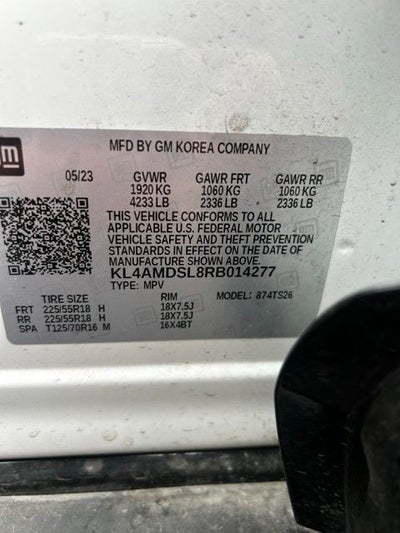 gm
MFD BY GM KOREA COMPANY
05/23 GVWR GAWR FRT GAWR RR
1920 KG 1060 KG 1060 KG
4233 LB 2336 LB 2336 LB
THIS VEHICLE CONFORMS TO ALL
APPLICABLE U.S. FEDERAL MOTOR
VEHICLE SAFETY AND THEFT PREVENTION
STANDARDS IN EFFECT ON THE DATE OF
MANUFACTURE SHOWN ABOVE.
KL4AMDSL8RB014277
TYPE: MPV
TIRE SIZE RIM MODEL: 874TS26
FRT 225/55R18 H 18X7.5J
RR 225/55R18 H 18X7.5J
SPA T125/70R16 M 16X4BT